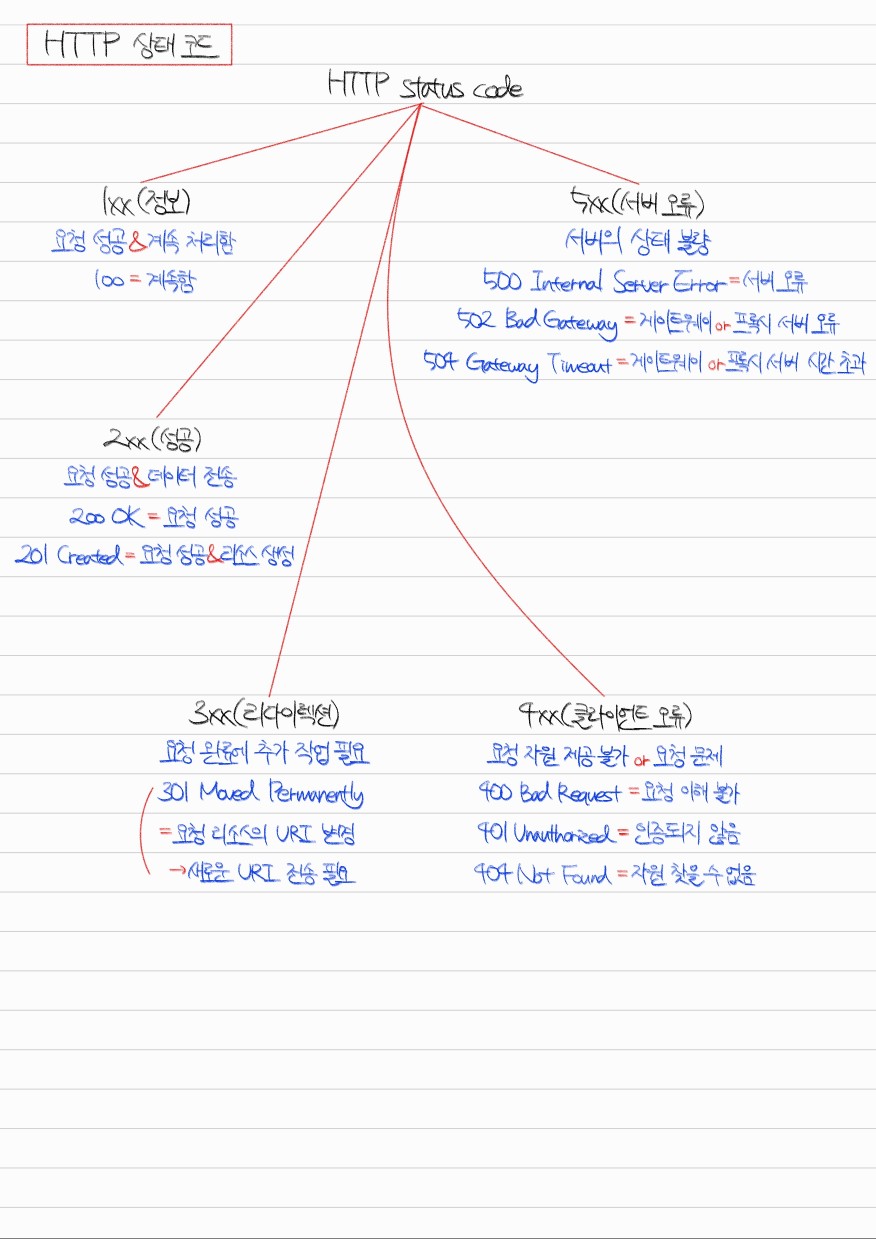 HTTP 상태 코드
HTTP status code
1xx(정보)
요청 성공&계속 처리함
100 = 계속함
2xx(성공)
요청 성공&데이터 전송
200 OK = 요청 성공
201 Created = 요청 성공&리소스 생성
3xx(리다이렉션)
요청 완료에 추가 작업 필요
301 Moved Permanently
= 요청 리소스의 URI 변경
→새로운 URI 전송 필요
4xx(클라이언트 오류)
요청 자원 제공 불가 or 요청 문제
400 Bad Request = 요청 이해 불가
401 Unauthorized = 인증되지 않음
404 Not Found = 자원 찾을 수 없음
5xx(서버 오류)
서버의 상태 불량
500 Internal Server Error = 서버 오류
502 Bad Gateway = 게이트웨이 or 프록시 서버 오류
504 Gateway Timeout = 게이트웨이 or 프록시 서버 시간 초과